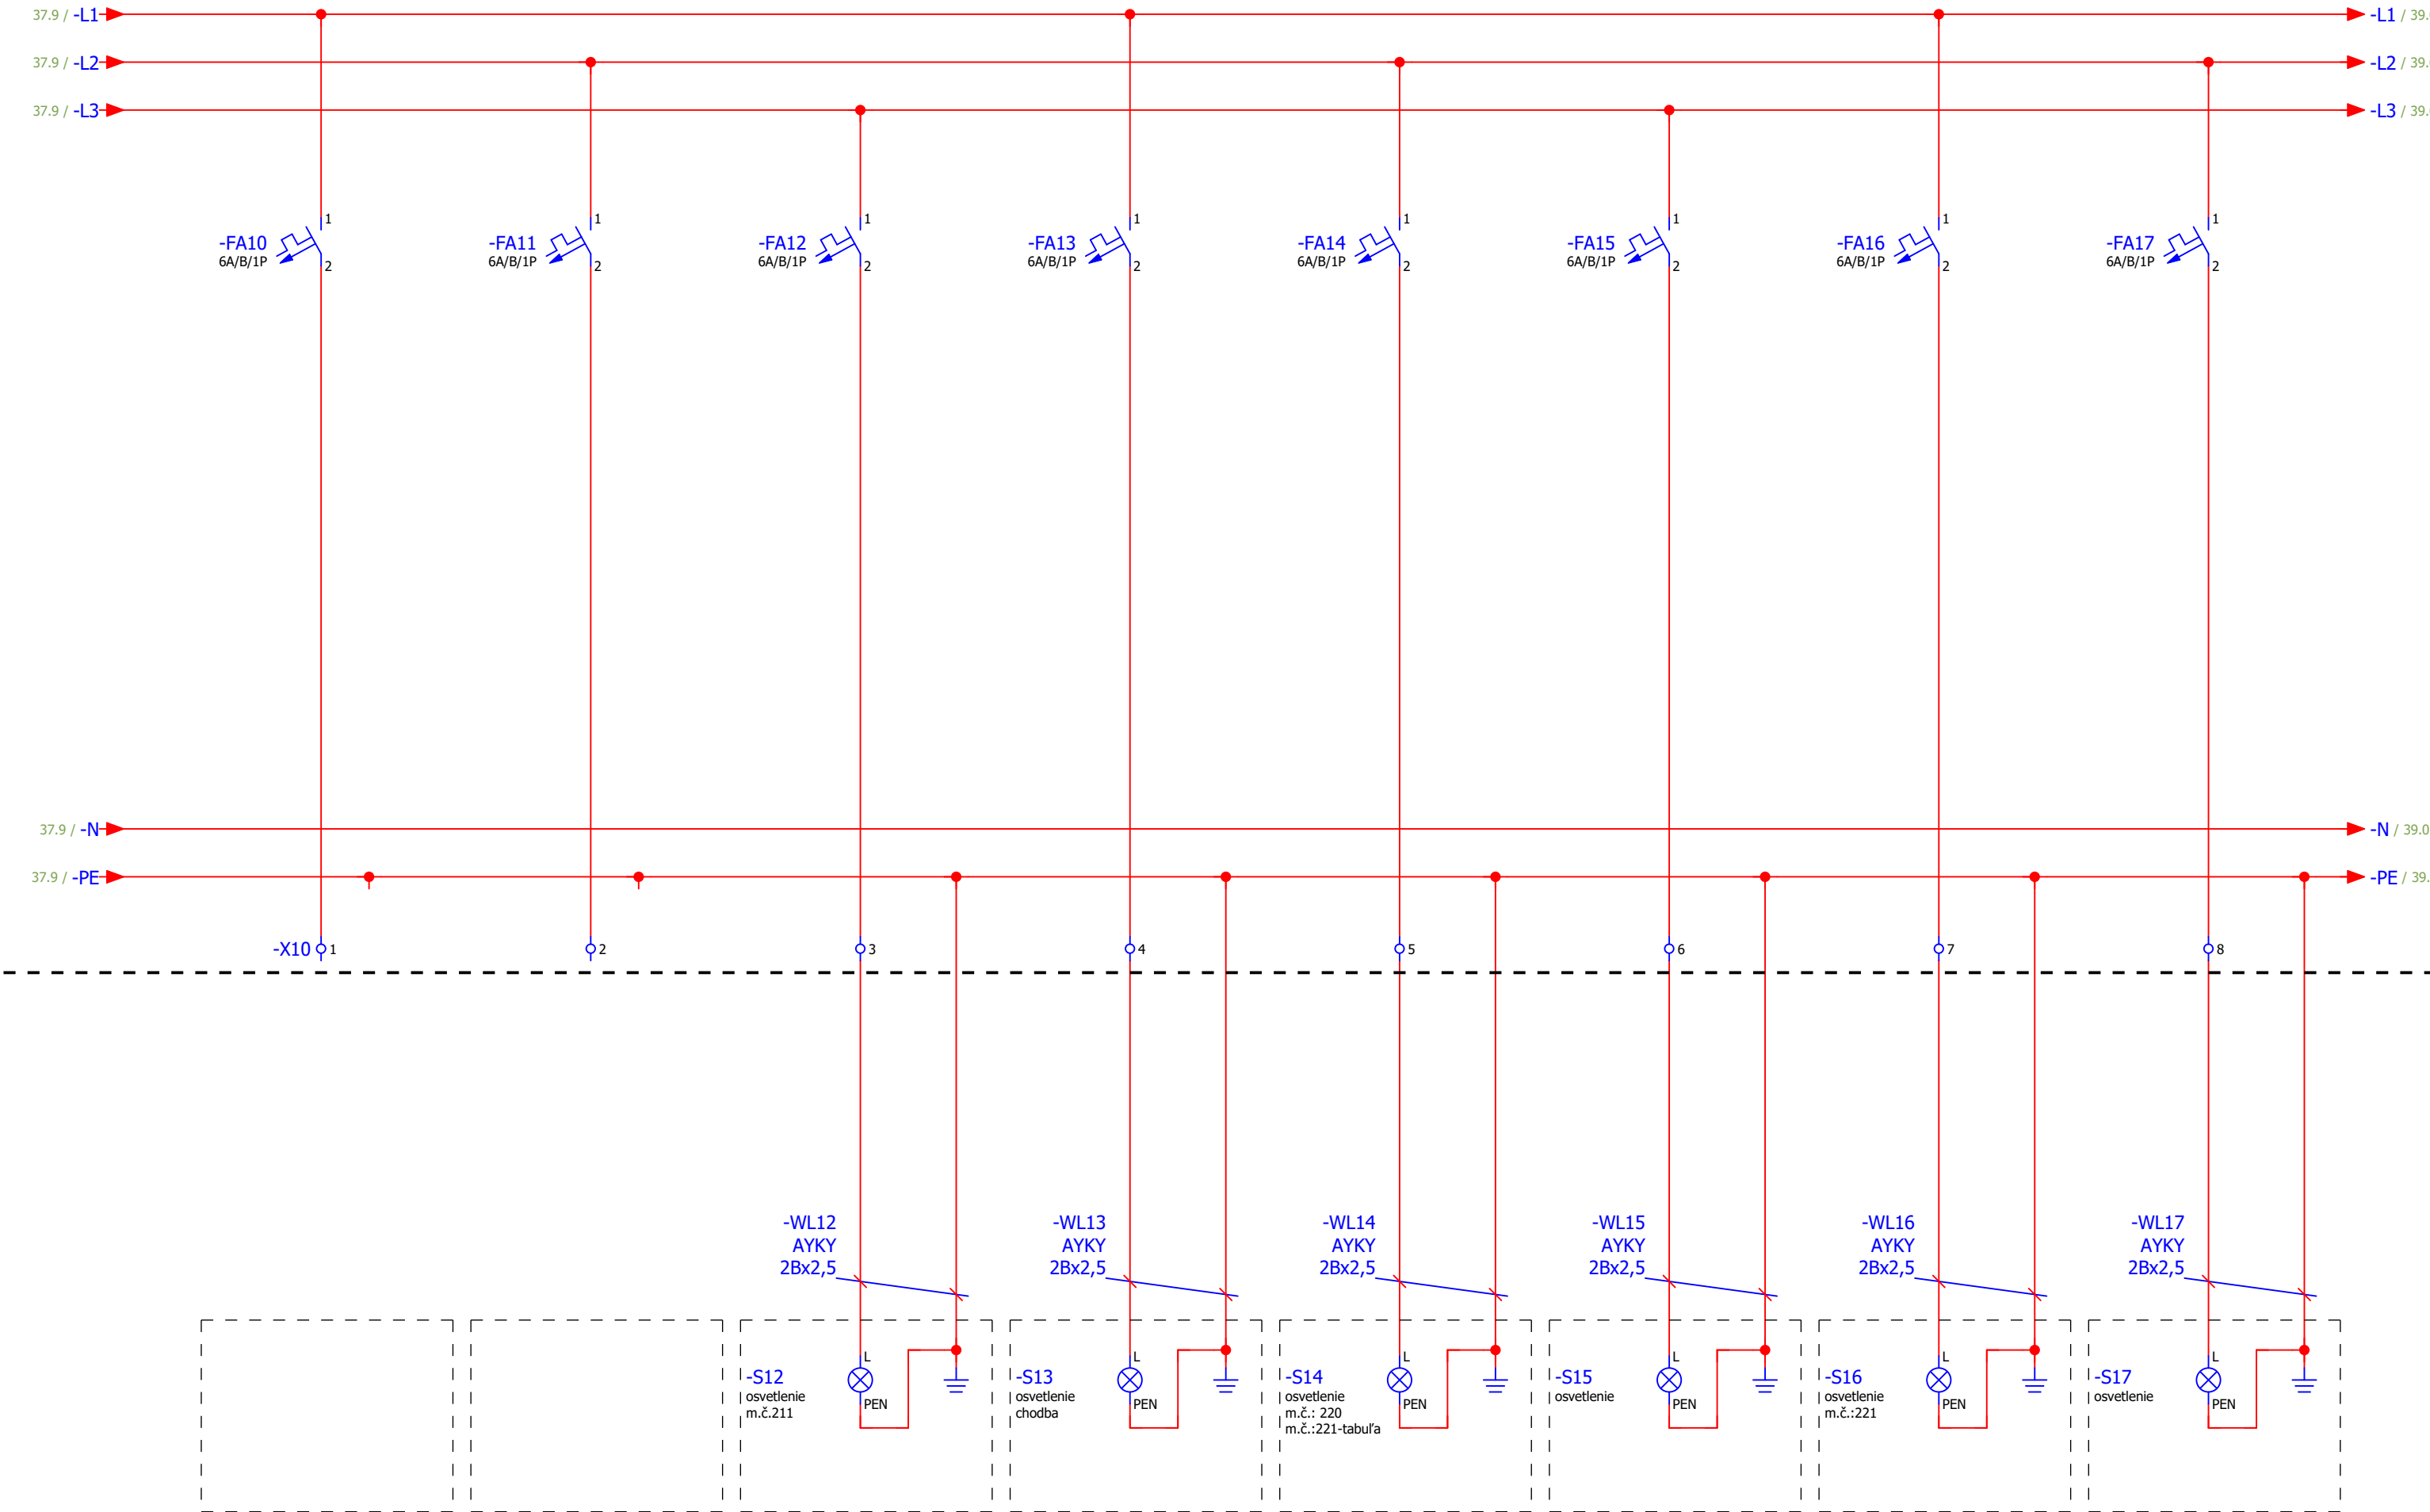 37.9 / -L1 -L1 / 39.
37.9 / -L2 -L2 / 39.
37.9 / -L3 -L3 / 39.
1 1 1 1 1 1 1 1
-FA10 -FA11 -FA12 -FA13 -FA14 -FA15 -FA16 -FA17
6A/B/1P 6A/B/1P 6A/B/1P 6A/B/1P 6A/B/1P 6A/B/1P 6A/B/1P 6A/B/1P
2 2 2 2 2 2 2 2
37.9 / -N -N / 39.0
37.9 / -PE -PE / 39.
-X10 1 2 3 4 5 6 7 8
-WL12 -WL13 -WL14 -WL15 -WL16 -WL17
AYKY AYKY AYKY AYKY AYKY AYKY
2Bx2,5 2Bx2,5 2Bx2,5 2Bx2,5 2Bx2,5 2Bx2,5
L L L L L L
-S12 -S13 -S14 -S15 -S16 -S17
osvetlenie osvetlenie osvetlenie osvetlenie osvetlenie osvetlenie
PEN PEN PEN PEN PEN PEN
m.č.211 chodba m.č.: 220 m.č.:221
m.č.:221-tabuľa